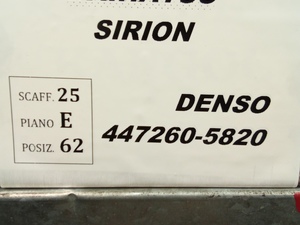 SIRION
SCAFF. 25
PIANO E
POSIZ. 62
DENSO
447260-5820